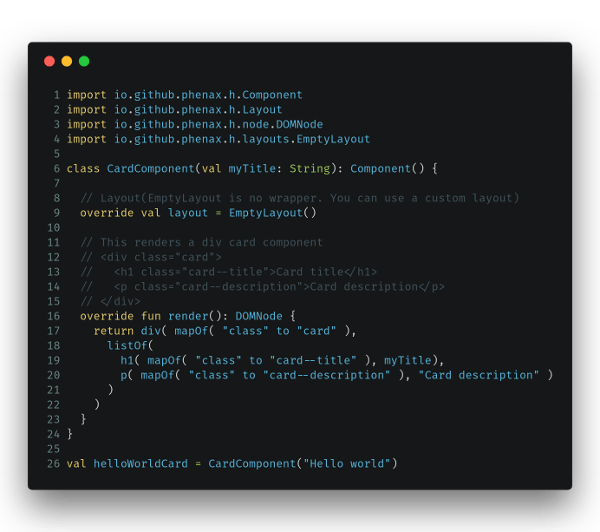 1 import io.github.phenax.h.Component
2 import io.github.phenax.h.Layout
3 import io.github.phenax.h.node.DOMNode
4 import io.github.phenax.h.layouts.EmptyLayout
5
6 class CardComponent(val myTitle: String): Component() {
7
8   // Layout(EmptyLayout is no wrapper. You can use a custom layout)
9   override val layout = EmptyLayout()
10
11   // This renders a div card component
12   // <div class="card">
13   //   <h1 class="card--title">Card title</h1>
14   //   <p class="card--description">Card description</p>
15   // </div>
16   override fun render(): DOMNode {
17     return div( mapOf( "class" to "card" ),
18       listOf(
19         h1( mapOf( "class" to "card--title" ), myTitle),
20         p( mapOf( "class" to "card--description" ), "Card description" )
21       )
22     )
23   }
24 }
25
26 val helloWorldCard = CardComponent("Hello world")